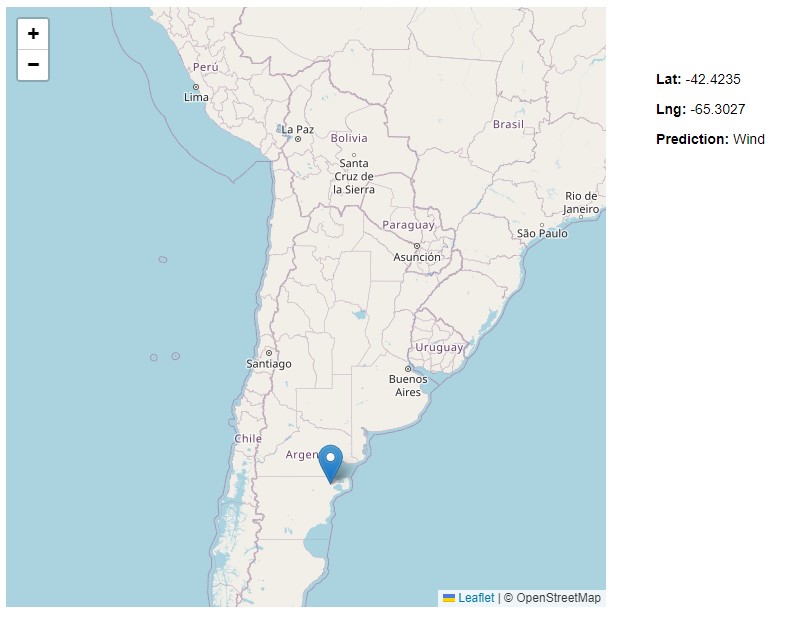 +
−
Perú
Lima
La Paz
Bolivia
Santa
Cruz de
la Sierra
Brasil
Rio de
Janeiro
São Paulo
Paraguay
Asunción
Uruguay
Santiago
Buenos
Aires
Chile
Argen
Lat: -42.4235
Lng: -65.3027
Prediction: Wind
Leaflet | © OpenStreetMap